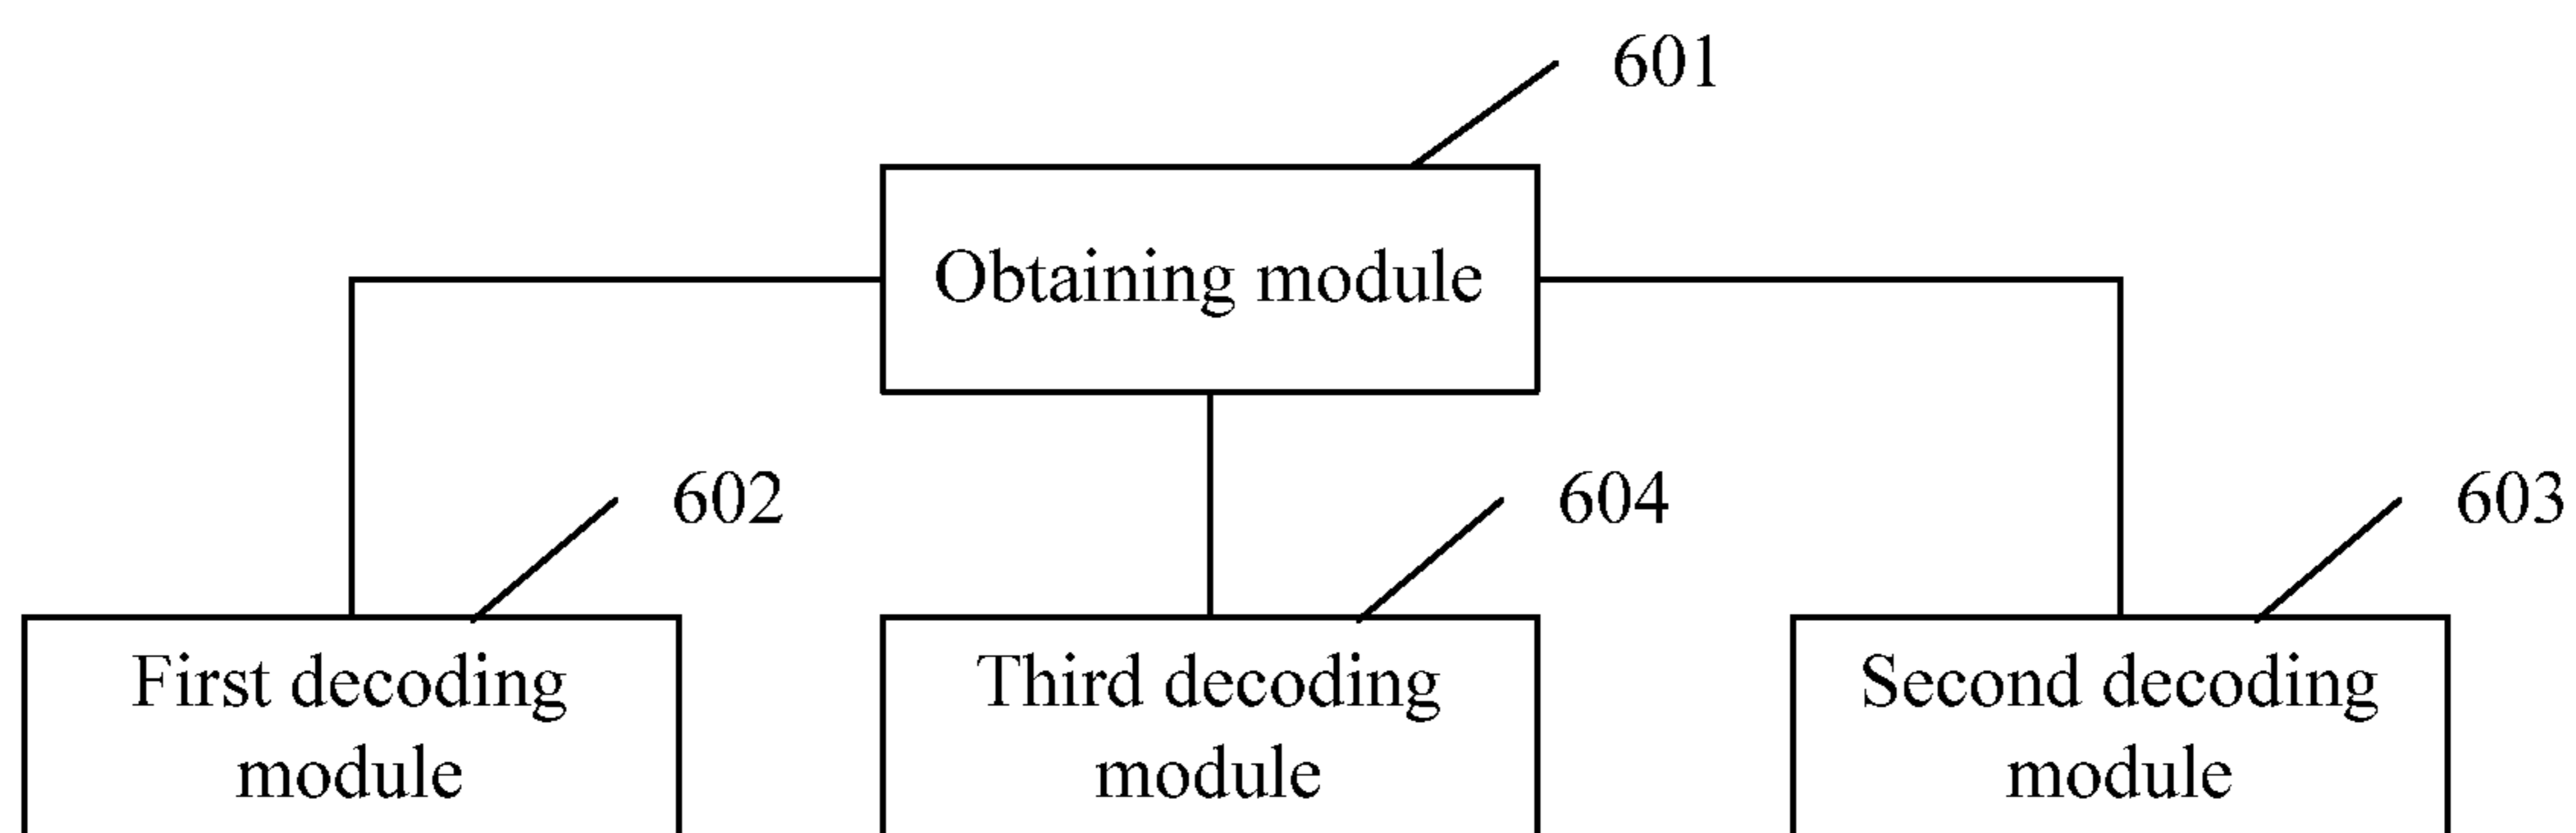 601
Obtaining module
602
604
603
First decoding
module
Third decoding
module
Second decoding
module